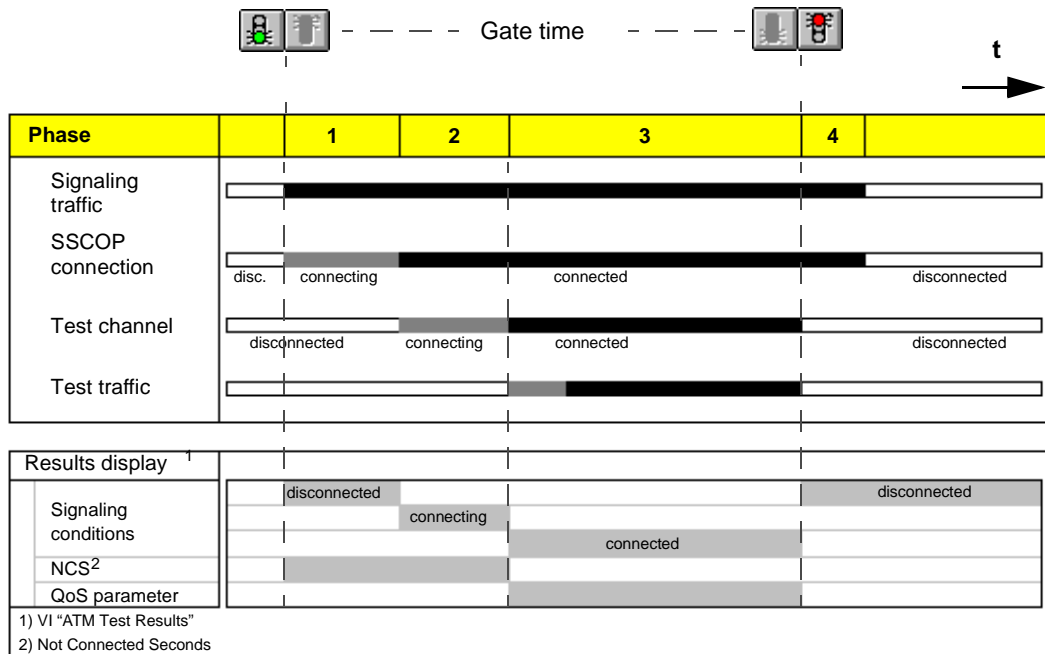 Gate time
t
Phase 1 2 3 4
Signaling
traffic
SSCOP
connection
disc. connecting connected disconnected
Test channel
disconnected connecting connected disconnected
Test traffic
Results display 1
Signaling
conditions
disconnected disconnected
connecting
connected
NCS2
QoS parameter
1) VI “ATM Test Results”
2) Not Connected Seconds